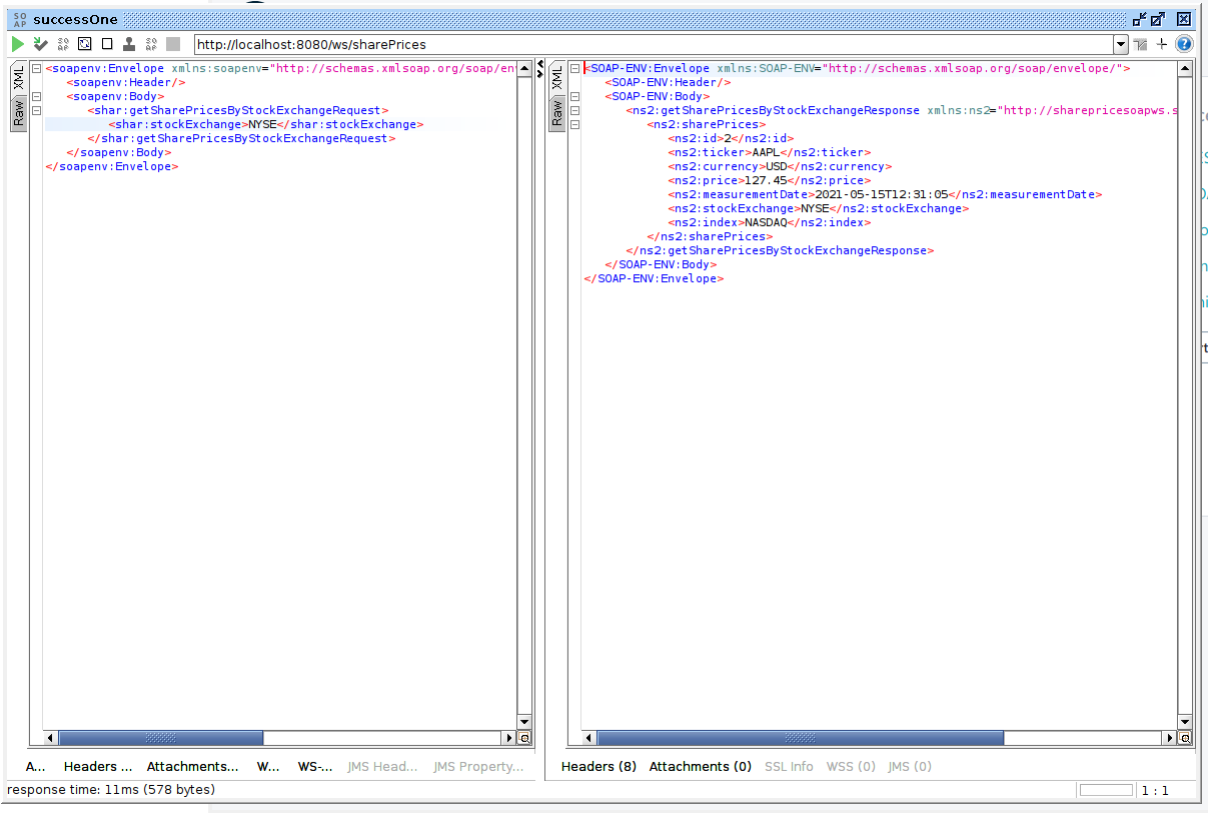 SO AP successOne
http://localhost:8080/ws/sharePrices
XML
Raw
<soapenv:Envelope xmlns:soapenv="http://schemas.xmlsoap.org/soap/en
<soapenv:Header/>
<soapenv:Body>
<shar:getSharePricesByStockExchangeRequest>
<shar:stockExchange>NYSE</shar:stockExchange>
</shar:getSharePricesByStockExchangeRequest>
</soapenv:Body>
</soapenv:Envelope>
XML
Raw
<SOAP-ENV:Envelope xmlns:SOAP-ENV="http://schemas.xmlsoap.org/soap/envelope/">
<SOAP-ENV:Header/>
<SOAP-ENV:Body>
<ns2:getSharePricesByStockExchangeResponse xmlns:ns2="http://sharepricesoapws.s
<ns2:sharePrices>
<ns2:id>2</ns2:id>
<ns2:ticker>AAPL</ns2:ticker>
<ns2:currency>USD</ns2:currency>
<ns2:price>127.45</ns2:price>
<ns2:measurementDate>2021-05-15T12:31:05</ns2:measurementDate>
<ns2:stockExchange>NYSE</ns2:stockExchange>
<ns2:index>NASDAQ</ns2:index>
</ns2:sharePrices>
</ns2:getSharePricesByStockExchangeResponse>
</SOAP-ENV:Body>
</SOAP-ENV:Envelope>
A... Headers ... Attachments... W... WS-... JMS Head... JMS Property...
Headers (8) Attachments (0) SSL Info WSS (0) JMS (0)
response time: 11ms (578 bytes)
1 : 1